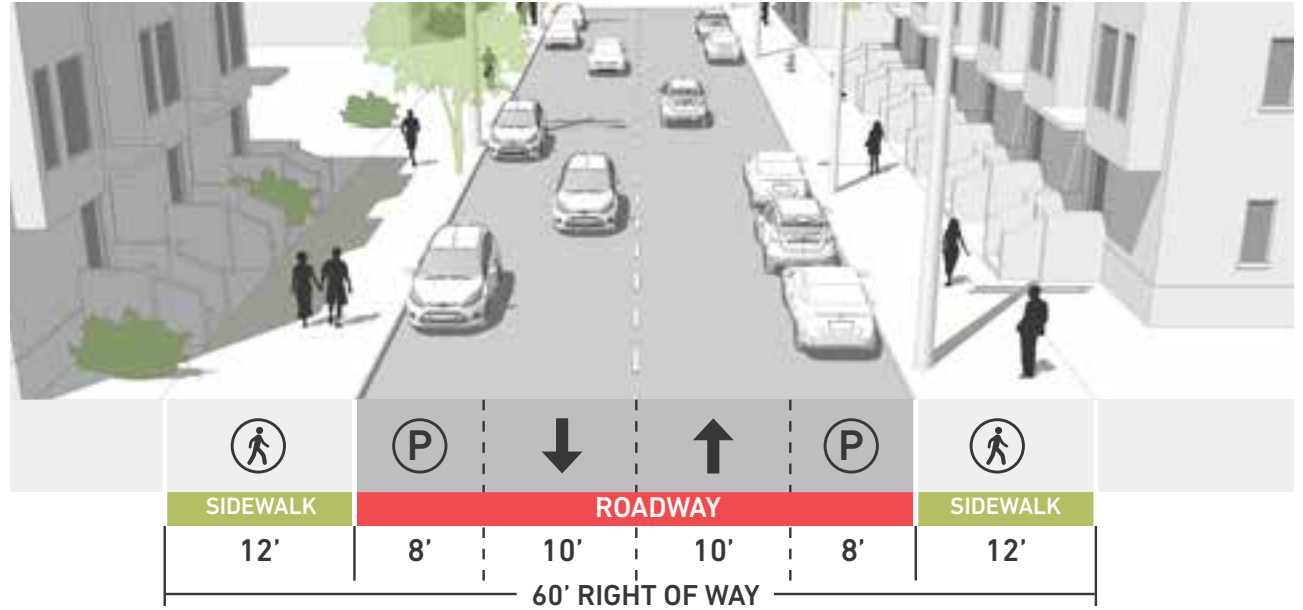 P P
SIDEWALK ROADWAY SIDEWALK
12’ 8’ 10’ 10’ 8’ 12’
60’ RIGHT OF WAY